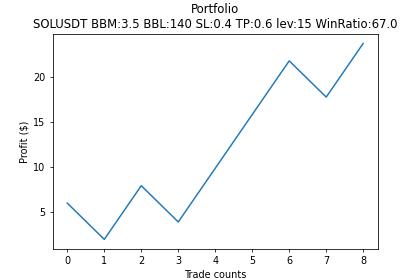 Portfolio
SOLUSDT BBM:3.5 BBL:140 SL:0.4 TP:0.6 lev:15 WinRatio:67.0
20
15
10
5
Profit ($)
0 1 2 3 4 5 6 7 8
Trade counts